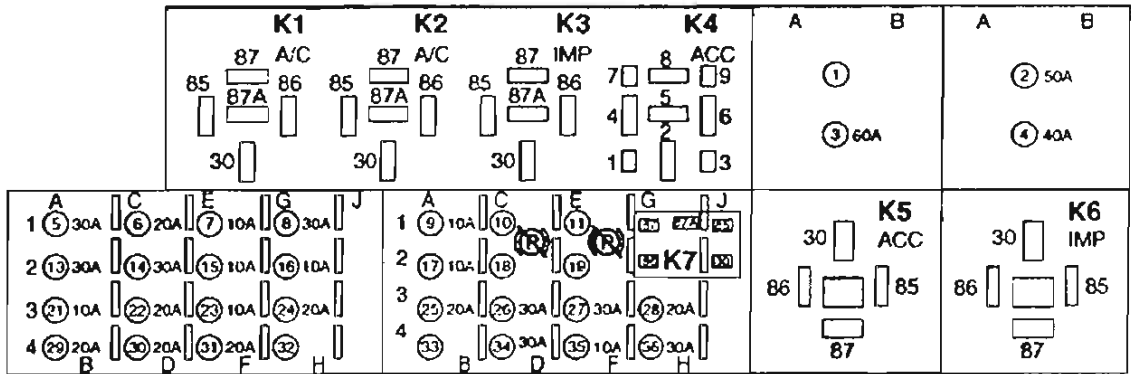 K1 K2 K3 K4 A B A B
87 A/C 87 A/C 87 IMP 8 ACC
85 86 85 86 85 86 7 9 1 2 50A
87A 87A 87A 5
4 6
2 3 60A 4 40A
30 30 30 1 3
A C E G J A C E G J
1 5 30A 6 20A 7 10A 8 30A 1 9 10A 10 11 87 87A 85 K5 K6
R R 30 ACC 30 IMP
2 13 30A 14 30A 15 10A 16 10A 2 17 10A 18 19 K7
86 85 86 85
3 21 10A 22 20A 23 10A 24 20A 3 25 20A 26 30A 27 30A 28 20A
4 29 20A 30 20A 31 20A 32 4 33 34 30A 35 10A 36 30A 87 87
B D F H B D F H